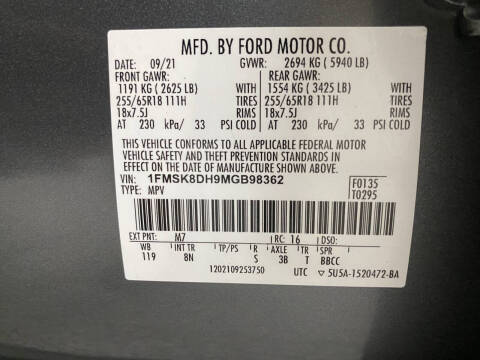 MFD. BY FORD MOTOR CO.
DATE: 09/21 GVWR: 2694 KG ( 5940 LB)
FRONT GAWR: REAR GAWR:
1191 KG ( 2625 LB) WITH 1554 KG ( 3425 LB) WITH
255/65R18 111H TIRES 255/65R18 111H TIRES
18x7.5J RIMS 18x7.5J RIMS
AT 230 kPa/ 33 PSI COLD AT 230 kPa/ 33 PSI COLD
THIS VEHICLE CONFORMS TO ALL APPLICABLE FEDERAL MOTOR
VEHICLE SAFETY AND THEFT PREVENTION STANDARDS IN
EFFECT ON THE DATE OF MANUFACTURE SHOWN ABOVE.
VIN: 1FMSK8DH9MGB98362 F0135
TYPE: MPV T0295
EXT PNT: M7 RC: 16 DSO:
WB INT TR TP/PS R AXLE TR SPR
119 8N S 3B T BBCC
1202109253750 UTC ▽ 5U5A-1520472-BA